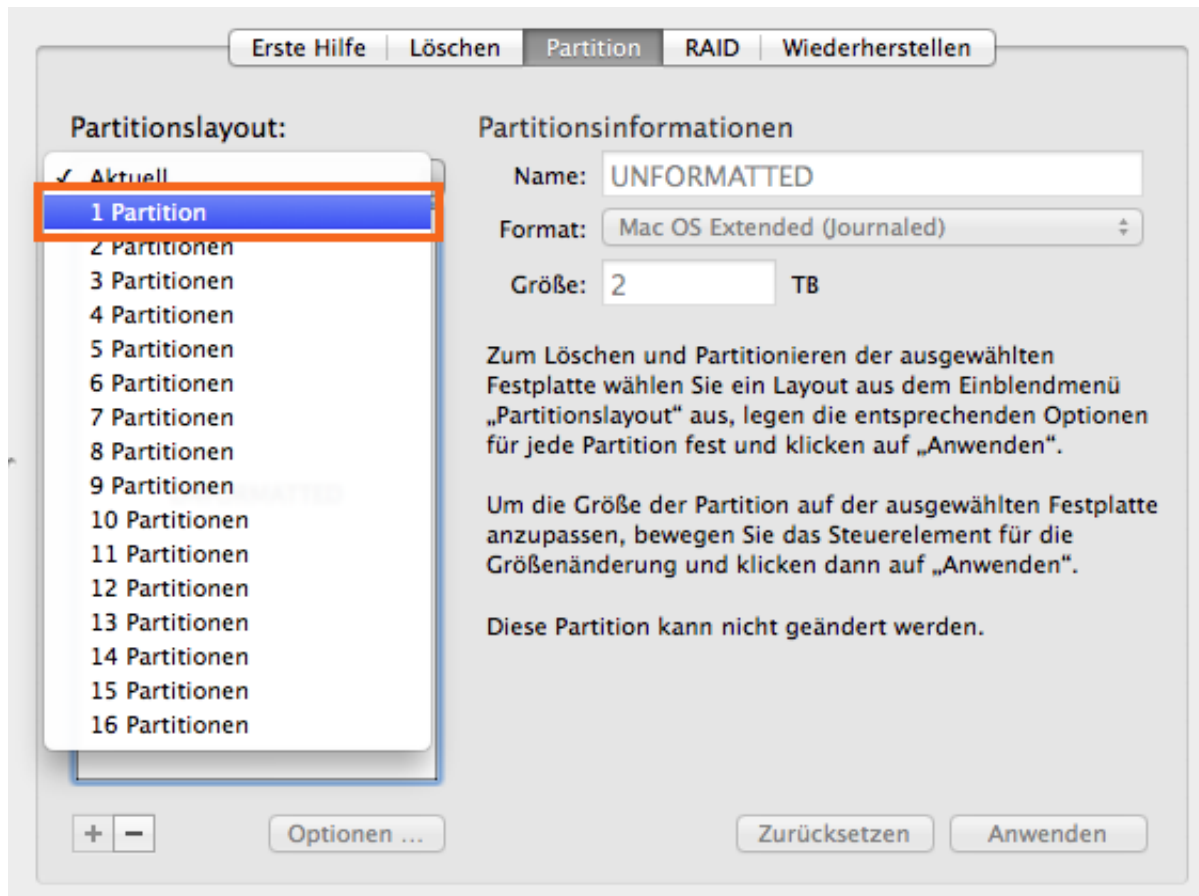 Erste Hilfe Löschen Partition RAID Wiederherstellen
Partitionslayout:
✓ Aktuell
1 Partition
2 Partitionen
3 Partitionen
4 Partitionen
5 Partitionen
6 Partitionen
7 Partitionen
8 Partitionen
9 Partitionen
10 Partitionen
11 Partitionen
12 Partitionen
13 Partitionen
14 Partitionen
15 Partitionen
16 Partitionen
+ − Optionen ...
Partitionsinformationen
Name: UNFORMATTED
Format: Mac OS Extended (Journaled)
Größe: 2 TB
Zum Löschen und Partitionieren der ausgewählten
Festplatte wählen Sie ein Layout aus dem Einblendmenü
„Partitionslayout“ aus, legen die entsprechenden Optionen
für jede Partition fest und klicken auf „Anwenden“.
Um die Größe der Partition auf der ausgewählten Festplatte
anzupassen, bewegen Sie das Steuerelement für die
Größenänderung und klicken dann auf „Anwenden“.
Diese Partition kann nicht geändert werden.
Zurücksetzen Anwenden